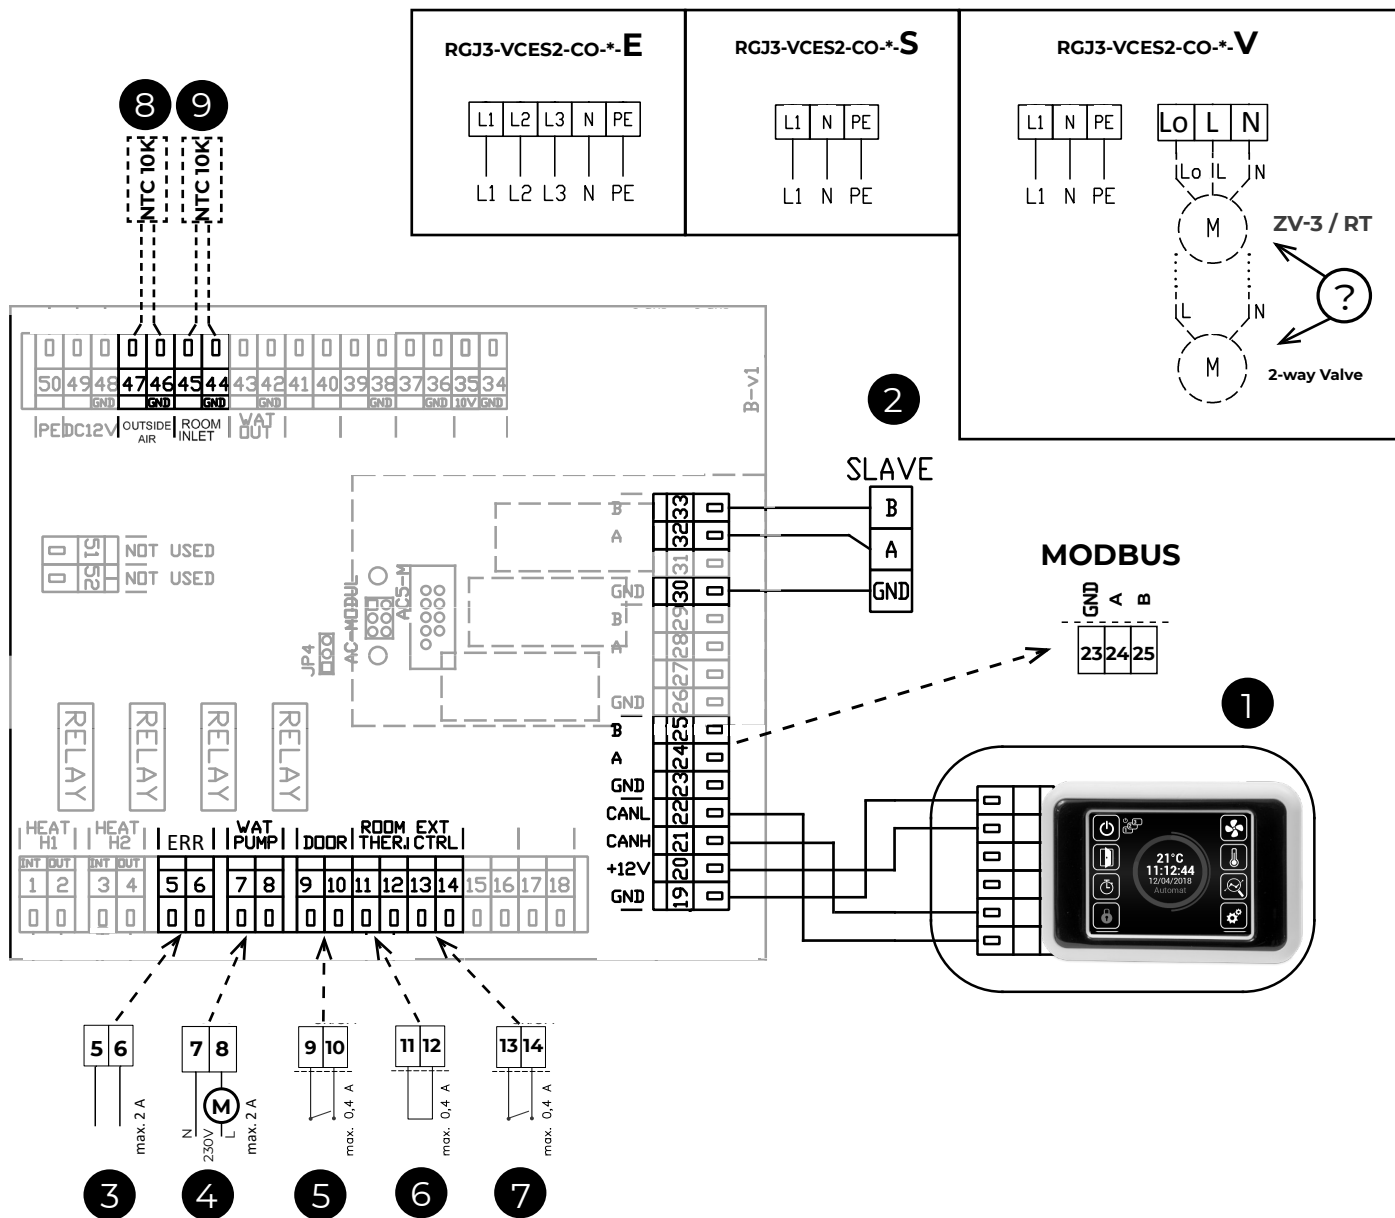 RGJ3-VCES2-CO-*-E
L1 L2 L3 N PE
L1 L2 L3 N PE
RGJ3-VCES2-CO-*-S
L1 N PE
L1 N PE
RGJ3-VCES2-CO-*-V
L1 N PE
L1 N PE
Lo L N
Lo L N
M
ZV-3 / RT
?
L N
M
2-way Valve
8 9
NTC 10K NTC 10K
50 49 48 47 46 45 44 43 42 41 40 39 38 37 36 35 34
GND GND GND GND GND GND 10V GND
PE DC12V OUTSIDE AIR ROOM INLET WAT OUT
B-v1
2
SLAVE
B
A
GND
B 33
A 32
31
GND 30
B 29
A 28
27
GND 26
B 25
A 24
GND 23
CANL 22
CANH 21
+12V 20
GND 19
51 NOT USED
52 NOT USED
JP4
AC-MODUL
AC5-M
MODBUS
GND A B
23 24 25
1
21°C
11:12:44
12/04/2018
Automat
RELAY RELAY RELAY RELAY
HEAT H1 HEAT H2 ERR WAT PUMP DOOR ROOM THER. EXT CTRL
INT OUT INT OUT
1 2 3 4 5 6 7 8 9 10 11 12 13 14 15 16 17 18
5 6
max. 2 A
3
7 8
M
N 230V L
max. 2 A
4
9 10
max. 0,4 A
5
11 12
max. 0,4 A
6
13 14
max. 0,4 A
7